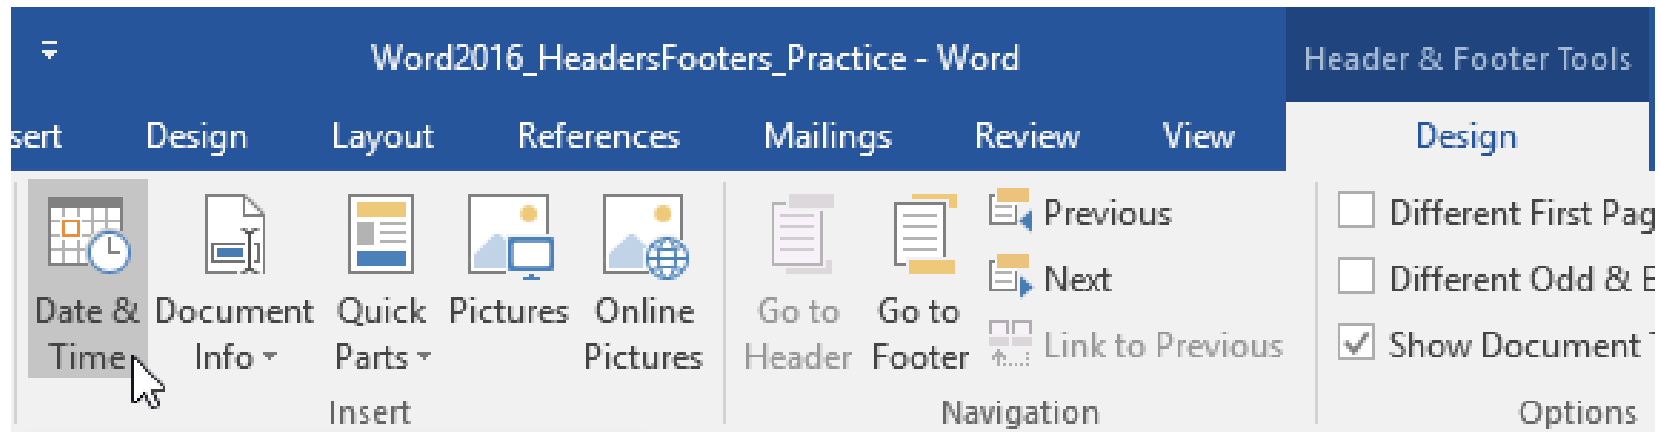 Word2016_HeadersFooters_Practice - Word
Header & Footer Tools
sert Design Layout References Mailings Review View Design
Date & Time
Document Info
Quick Parts
Pictures
Online Pictures
Go to Header
Go to Footer
Previous
Next
Link to Previous
Different First Pag
Different Odd & E
Show Document T
Insert
Navigation
Options